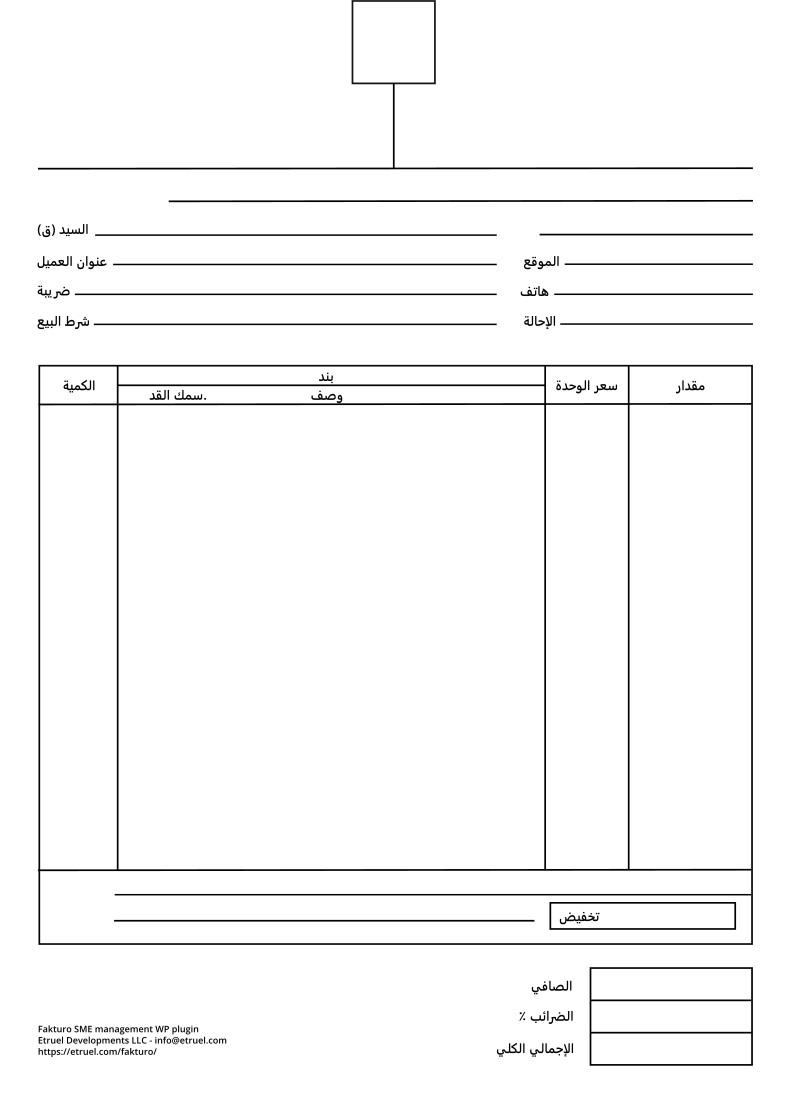 السيد (ق)
عنوان العميل
الموقع
ضريبة
هاتف
شرط البيع
الإحالة
الكمية
بند
سعر الوحدة
مقدار
سمك القد.
وصف
تخفيض
الصافي
الضرائب ٪
الإجمالي الكلي
Fakturo SME management WP plugin
Etruel Developments LLC - info@etruel.com
https://etruel.com/fakturo/